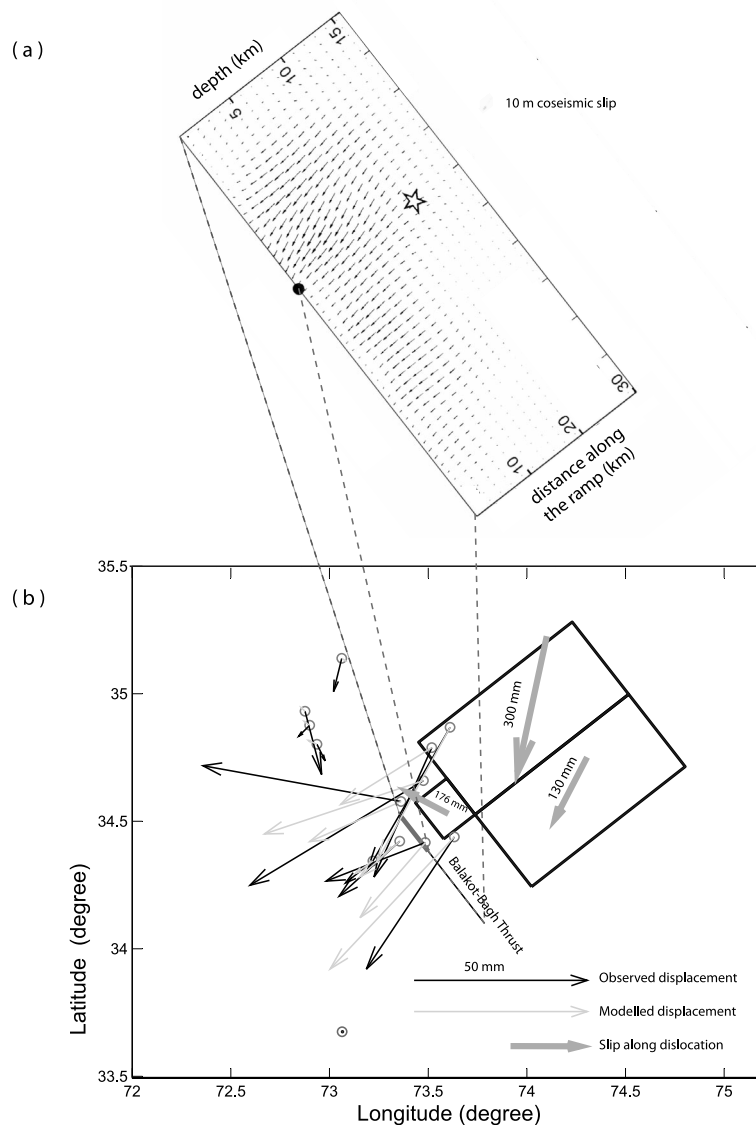 (a)
depth (km)
5
10
15
10 m coseismic slip
10
20
30
distance along
the ramp (km)
(b)
35.5
35
34.5
34
33.5
Latitude (degree)
300 mm
130 mm
176 mm
Balakot-Bagh Thrust
50 mm
Observed displacement
Modelled displacement
Slip along dislocation
72
72.5
73
73.5
74
74.5
75
Longitude (degree)